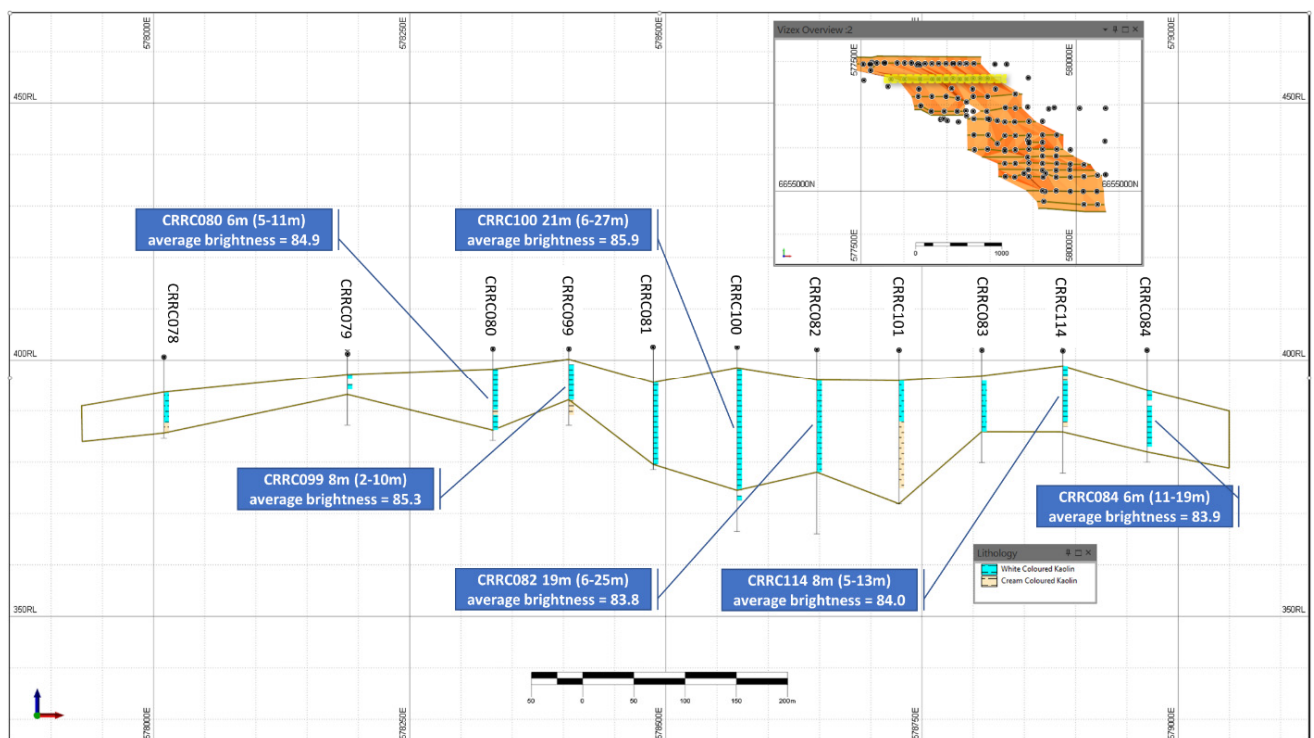 578000E
578250E
578500E
579000E
Vizex Overview :2
577500E
580000E
6655000N
6655000N
577500E
580000E
0
1000
450RL
450RL
CRRC080 6m (5-11m)
average brightness = 84.9
CRRC100 21m (6-27m)
average brightness = 85.9
CRRC078
CRRC079
CRRC080
CRRC099
CRRC081
CRRC100
CRRC082
CRRC101
CRRC083
CRRC114
CRRC084
400RL
400RL
CRRC099 8m (2-10m)
average brightness = 85.3
CRRC084 6m (11-19m)
average brightness = 83.9
CRRC082 19m (6-25m)
average brightness = 83.8
CRRC114 8m (5-13m)
average brightness = 84.0
Lithology
White Coloured Kaolin
Cream Coloured Kaolin
350RL
350RL
50
0
50
100
150
200m
578000E
578250E
578500E
578750E
579000E